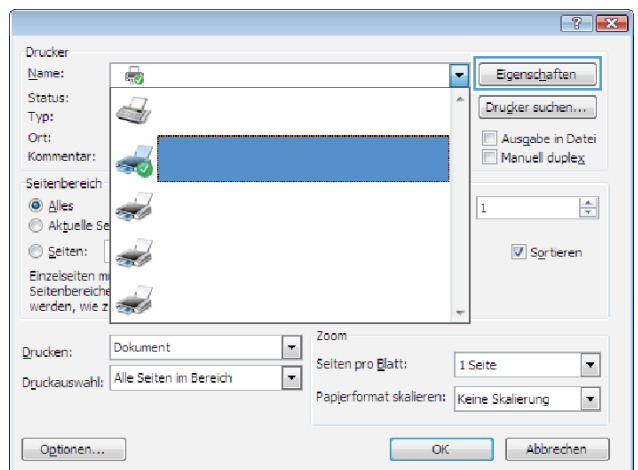 Drucker
Name:
Eigenschaften
Status:
Typ:
Drucker suchen...
Ort:
Ausgabe in Datei
Kommentar:
Manuell duplex
Seitenbereich
Alles
1
Aktuelle Se
Seiten:
Sortieren
Einzelseiten m
Seitenbereiche
werden, wie z
Zoom
Drucken:
Dokument
Seiten pro Blatt:
1 Seite
Druckauswahl:
Alle Seiten im Bereich
Papierformat skalieren:
Keine Skalierung
Optionen...
OK
Abbrechen